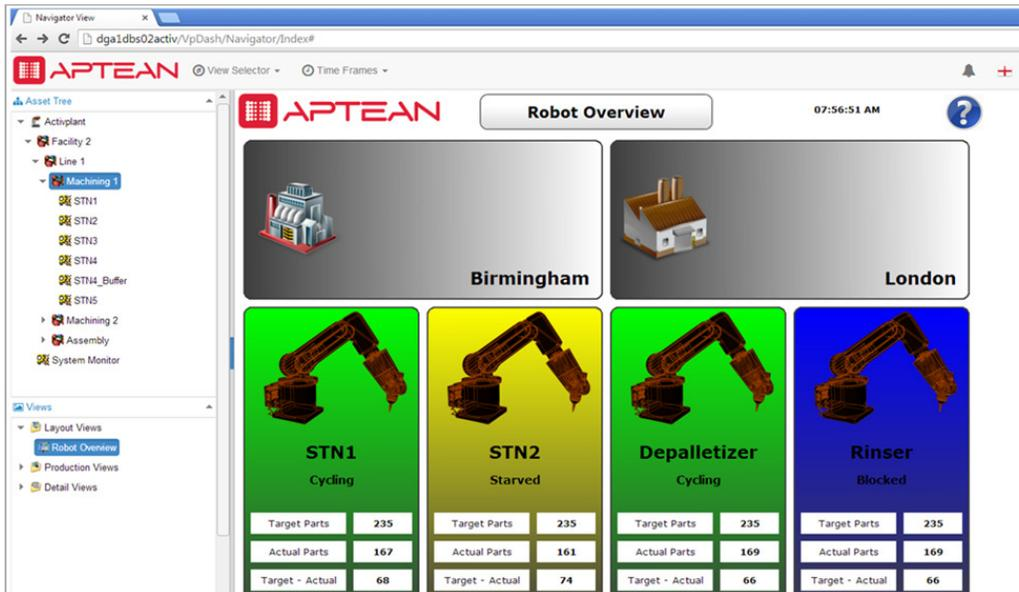 Navigator View
dga1dbs02activ/VpDash/Navigator/Index#
APTEAN View Selector Time Frames
Asset Tree
Activplant
Facility 2
Line 1
Machining 1
STN1
STN2
STN3
STN4
STN4_Buffer
STN5
Machining 2
Assembly
System Monitor
Views
Layout Views
Robot Overview
Production Views
Detail Views
APTEAN Robot Overview 07:56:51 AM ?
Birmingham London
STN1 STN2 Depalletizer Rinser
Cycling Starved Cycling Blocked
Target Parts 235 Target Parts 235 Target Parts 235 Target Parts 235
Actual Parts 167 Actual Parts 161 Actual Parts 169 Actual Parts 169
Target - Actual 68 Target - Actual 74 Target - Actual 66 Target - Actual 66